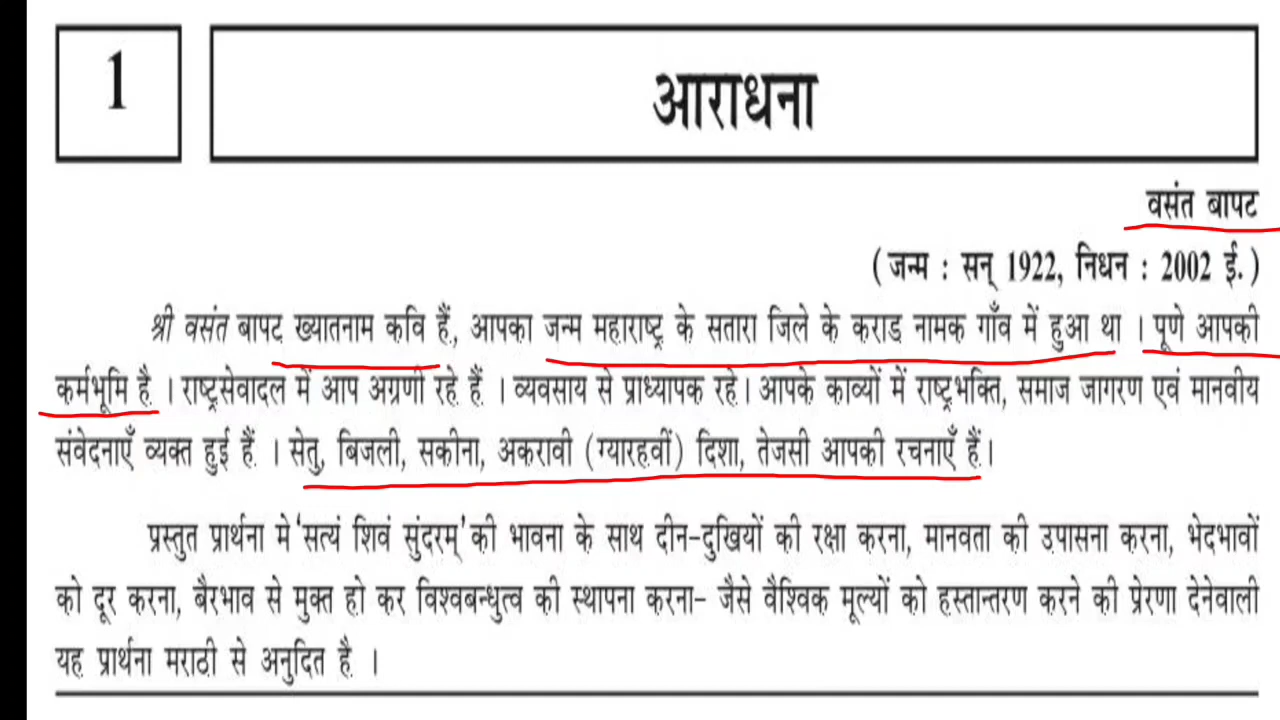 1
आराधना
वसंत बापट
( जन्म : सन् 1922, निधन : 2002 ई. )
श्री वसंत बापट ख्यातनाम कवि हैं, आपका जन्म महाराष्ट्र के सतारा जिले के कराड नामक गाँव में हुआ था । पूणे आपकी
कर्मभूमि है । राष्ट्रसेवादल में आप अग्रणी रहे हैं । व्यवसाय से प्राध्यापक रहे। आपके काव्यों में राष्ट्रभक्ति, समाज जागरण एवं मानवीय
संवेदनाएँ व्यक्त हुई हैं । सेतु, बिजली, सकीना, अकरावी (ग्यारहवीं) दिशा, तेजसी आपकी रचनाएँ हैं।
प्रस्तुत प्रार्थना मे 'सत्यं शिवं सुंदरम्' की भावना के साथ दीन-दुखियों की रक्षा करना, मानवता की उपासना करना, भेदभावों
को दूर करना, बैरभाव से मुक्त हो कर विश्वबन्धुत्व की स्थापना करना- जैसे वैश्विक मूल्यों को हस्तान्तरण करने की प्रेरणा देनेवाली
यह प्रार्थना मराठी से अनुदित है ।